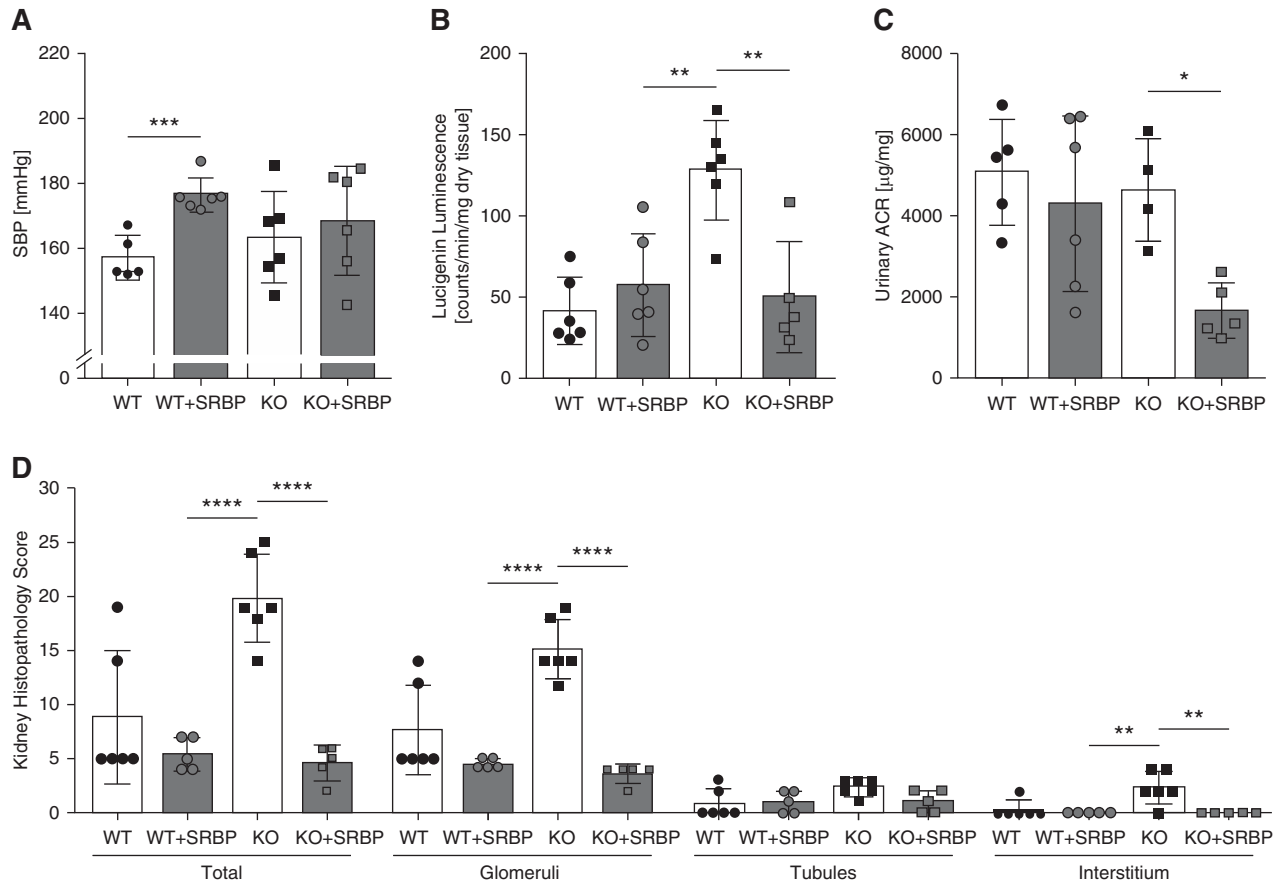 A
B
C
220
200
180
160
140
0
SBP [mmHg]
***
WT WT+SRBP KO KO+SRBP
200
150
100
50
0
Lucigenin Luminescence
[counts/min/mg dry tissue]
**
**
WT WT+SRBP KO KO+SRBP
8000
6000
4000
2000
0
Urinary ACR [µg/mg]
*
WT WT+SRBP KO KO+SRBP
D
30
25
20
15
10
5
0
Kidney Histopathology Score
**** ****
**** ****
** **
WT WT+SRBP KO KO+SRBP WT WT+SRBP KO KO+SRBP WT WT+SRBP KO KO+SRBP WT WT+SRBP KO KO+SRBP
Total Glomeruli Tubules Interstitium